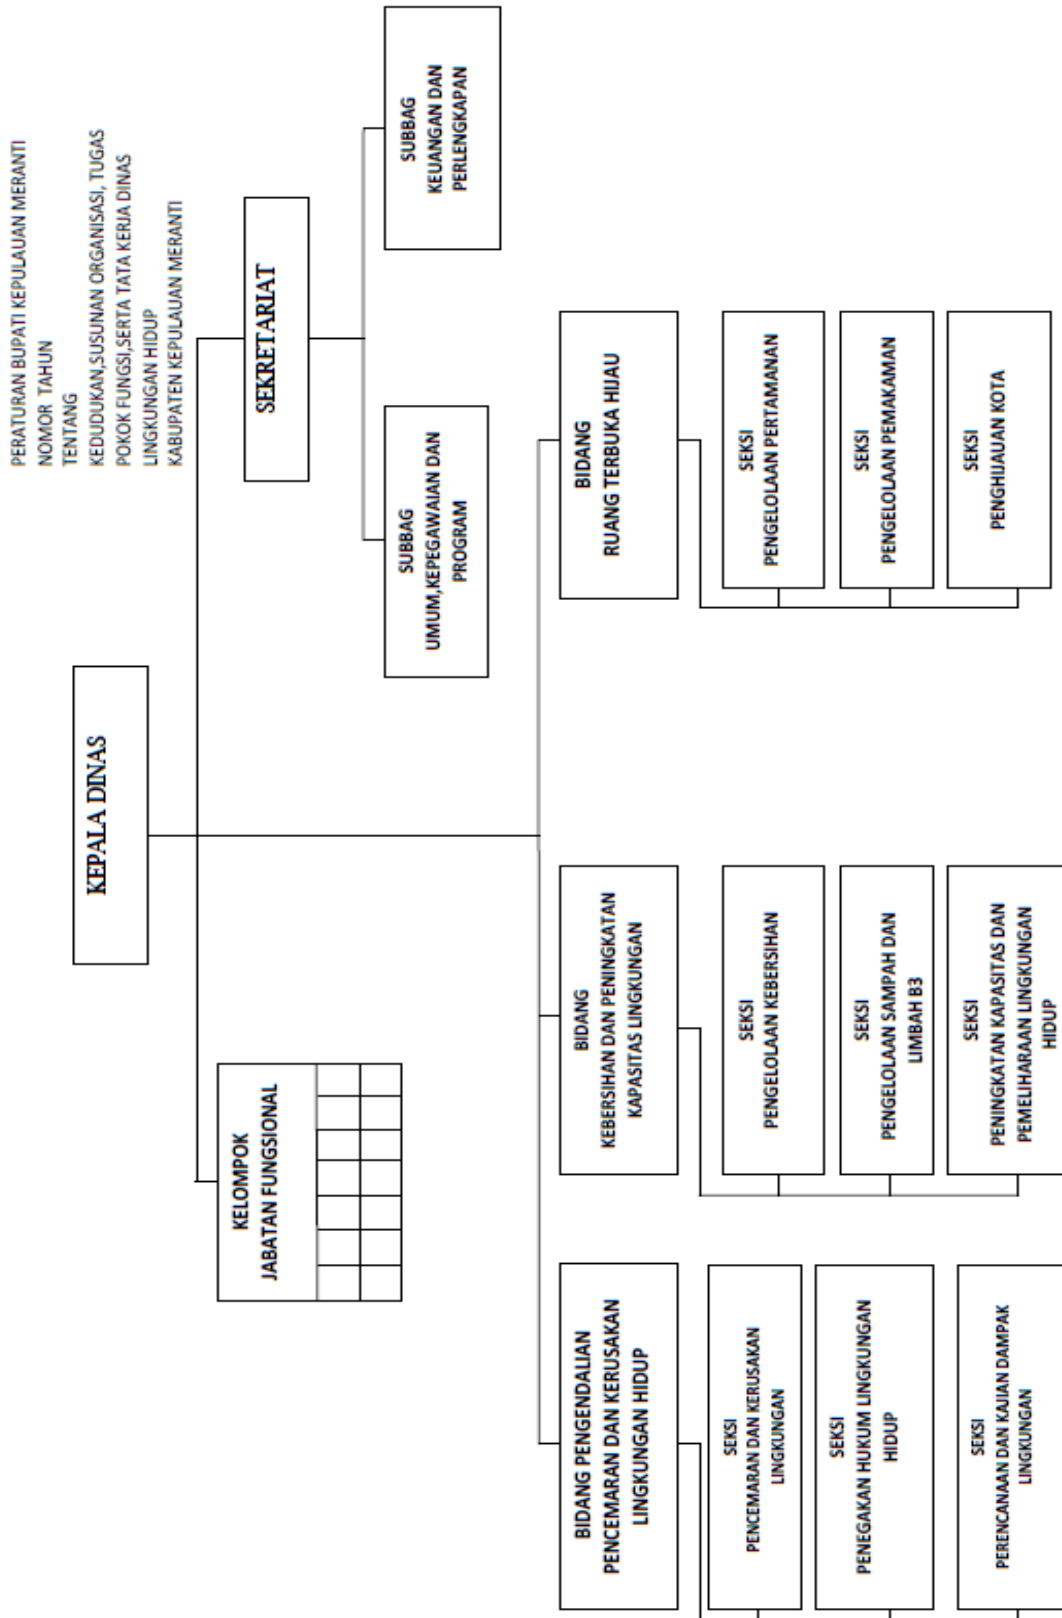 PERATURAN BUPATI KEPULAUAN MERANTI
NOMOR TAHUN
TENTANG
KEDUDUKAN,SUSUNAN ORGANISASI, TUGAS
POKOK FUNGSI,SERTA TATA KERJA DINAS
LINGKUNGAN HIDUP
KABUPATEN KEPULAUAN MERANTI
KEPALA DINAS
KELOMPOK
JABATAN FUNGSIONAL
SEKRETARIAT
SUBBAG
UMUM,KEPEGAWAIAN DAN
PROGRAM
SUBBAG
KEUANGAN DAN
PERLENGKAPAN
BIDANG PENGENDALIAN
PENCEMARAN DAN KERUSAKAN
LINGKUNGAN HIDUP
SEKSI
PENCEMARAN DAN KERUSAKAN
LINGKUNGAN
SEKSI
PENEGAKAN HUKUM LINGKUNGAN
HIDUP
SEKSI
PERENCANAAN DAN KAJIAN DAMPAK
LINGKUNGAN
BIDANG
KEBERSIHAN DAN PENINGKATAN
KAPASITAS LINGKUNGAN
SEKSI
PENGELOLAAN KEBERSIHAN
SEKSI
PENGELOLAAN SAMPAH DAN
LIMBAH B3
SEKSI
PENINGKATAN KAPASITAS DAN
PEMELIHARAAN LINGKUNGAN
HIDUP
BIDANG
RUANG TERBUKA HIJAU
SEKSI
PENGELOLAAN PERTAMANAN
SEKSI
PENGELOLAAN PEMAKAMAN
SEKSI
PENGHIJAUAN KOTA